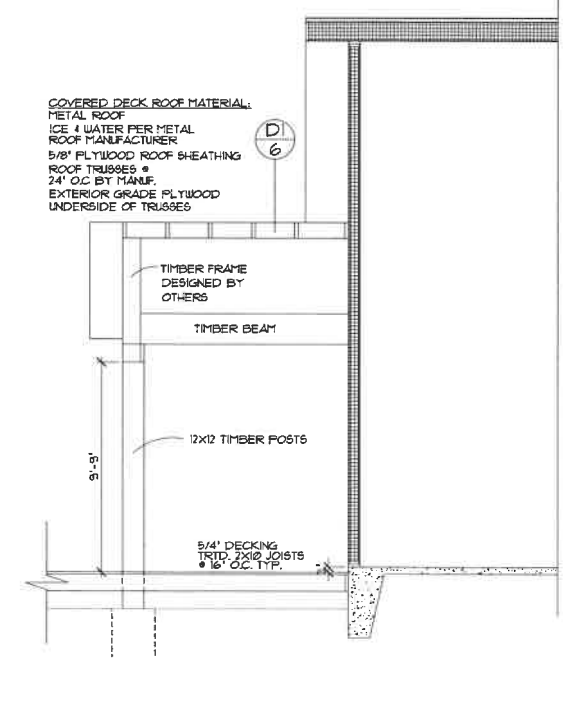 COVERED DECK ROOF MATERIAL:
METAL ROOF
ICE & WATER PER METAL
ROOF MANUFACTURER
5/8" PLYWOOD ROOF SHEATHING
ROOF TRUSSES @
24" O.C BY MANUF.
EXTERIOR GRADE PLYWOOD
UNDERSIDE OF TRUSSES
D1
6
TIMBER FRAME
DESIGNED BY
OTHERS
TIMBER BEAM
12X12 TIMBER POSTS
9'-9"
5/4" DECKING
TRTD. 2X10 JOISTS
@ 16" O.C. TYP.